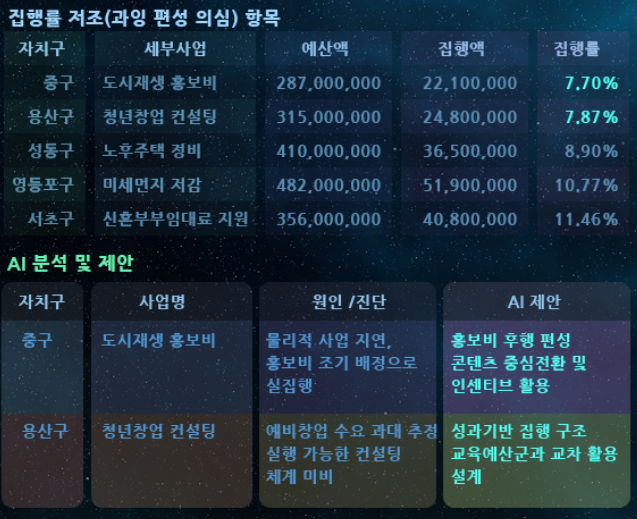 집행률 저조(과잉 편성 의심) 항목
자치구 세부사업 예산액 집행액 집행률
중구 도시재생 홍보비 287,000,000 22,100,000 7.70%
용산구 청년창업 컨설팅 315,000,000 24,800,000 7.87%
성동구 노후주택 정비 410,000,000 36,500,000 8.90%
영등포구 미세먼지 저감 482,000,000 51,900,000 10.77%
서초구 신혼부부임대료 지원 356,000,000 40,800,000 11.46%
AI 분석 및 제안
자치구 사업명 원인 /진단 AI 제안
중구 도시재생 홍보비 물리적 사업 지연, 홍보비 후행 편성
홍보비 조기 배정으로 콘텐츠 중심전환 및
실집행 인센티브 활용
용산구 청년창업 컨설팅 예비창업 수요 과대 추정 성과기반 집행 구조
실행 가능한 컨설팅 교육예산군과 교차 활용
체계 미비 설계